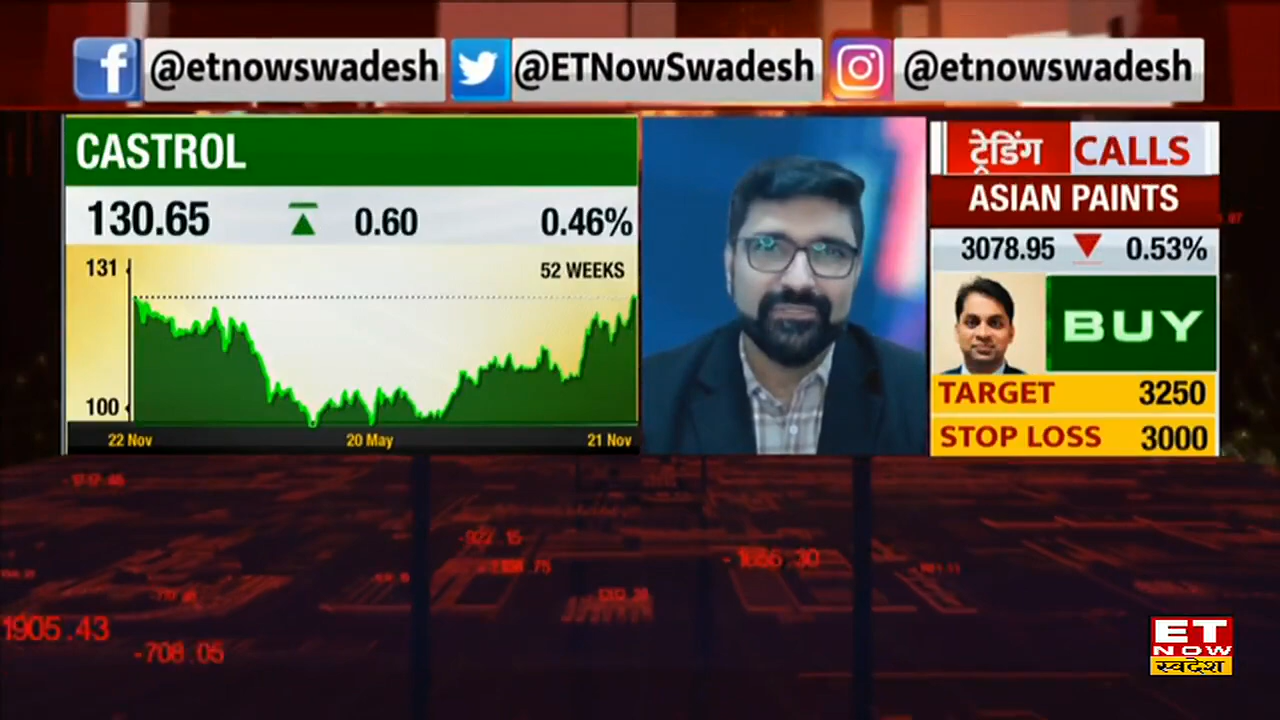 @etnowswadesh @ETNowSwadesh @etnowswadesh
CASTROL
130.65 0.60 0.46%
52 WEEKS
131
100
22 Nov 20 May 21 Nov
ट्रेडिंग CALLS
ASIAN PAINTS
3078.95 0.53%
BUY
TARGET 3250
STOP LOSS 3000
1905.43
-708.05
ET
NOW
स्वदेश